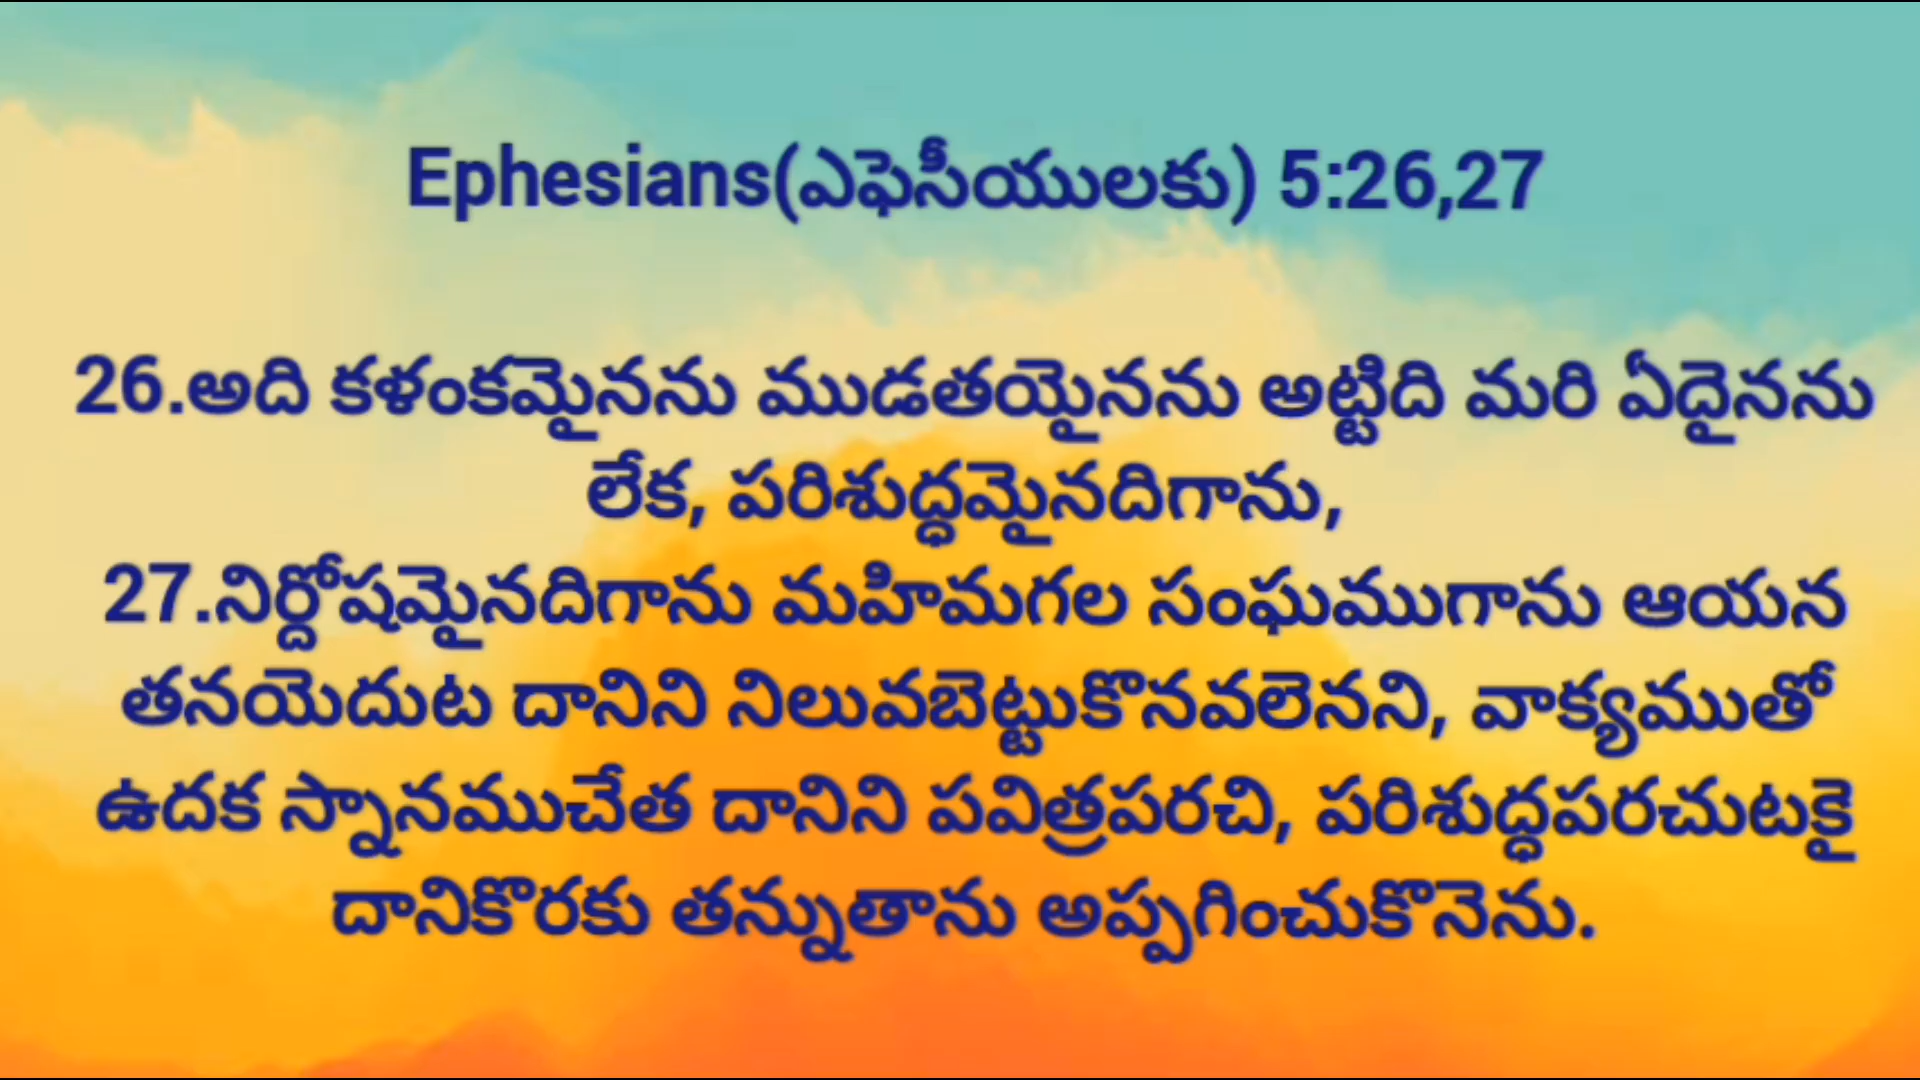 Ephesians(ఎఫెసీయులకు) 5:26,27
26.అది కళంకమైనను ముడతయైనను అట్టిది మరి ఏదైనను
లేక, పరిశుద్ధమైనదిగాను,
27.నిర్దోషమైనదిగాను మహిమగల సంఘముగాను ఆయన
తనయెదుట దానిని నిలువబెట్టుకొనవలెనని, వాక్యముతో
ఉదక స్నానముచేత దానిని పవిత్రపరచి, పరిశుద్ధపరచుటకై
దానికొరకు తన్నుతాను అప్పగించుకొనెను.